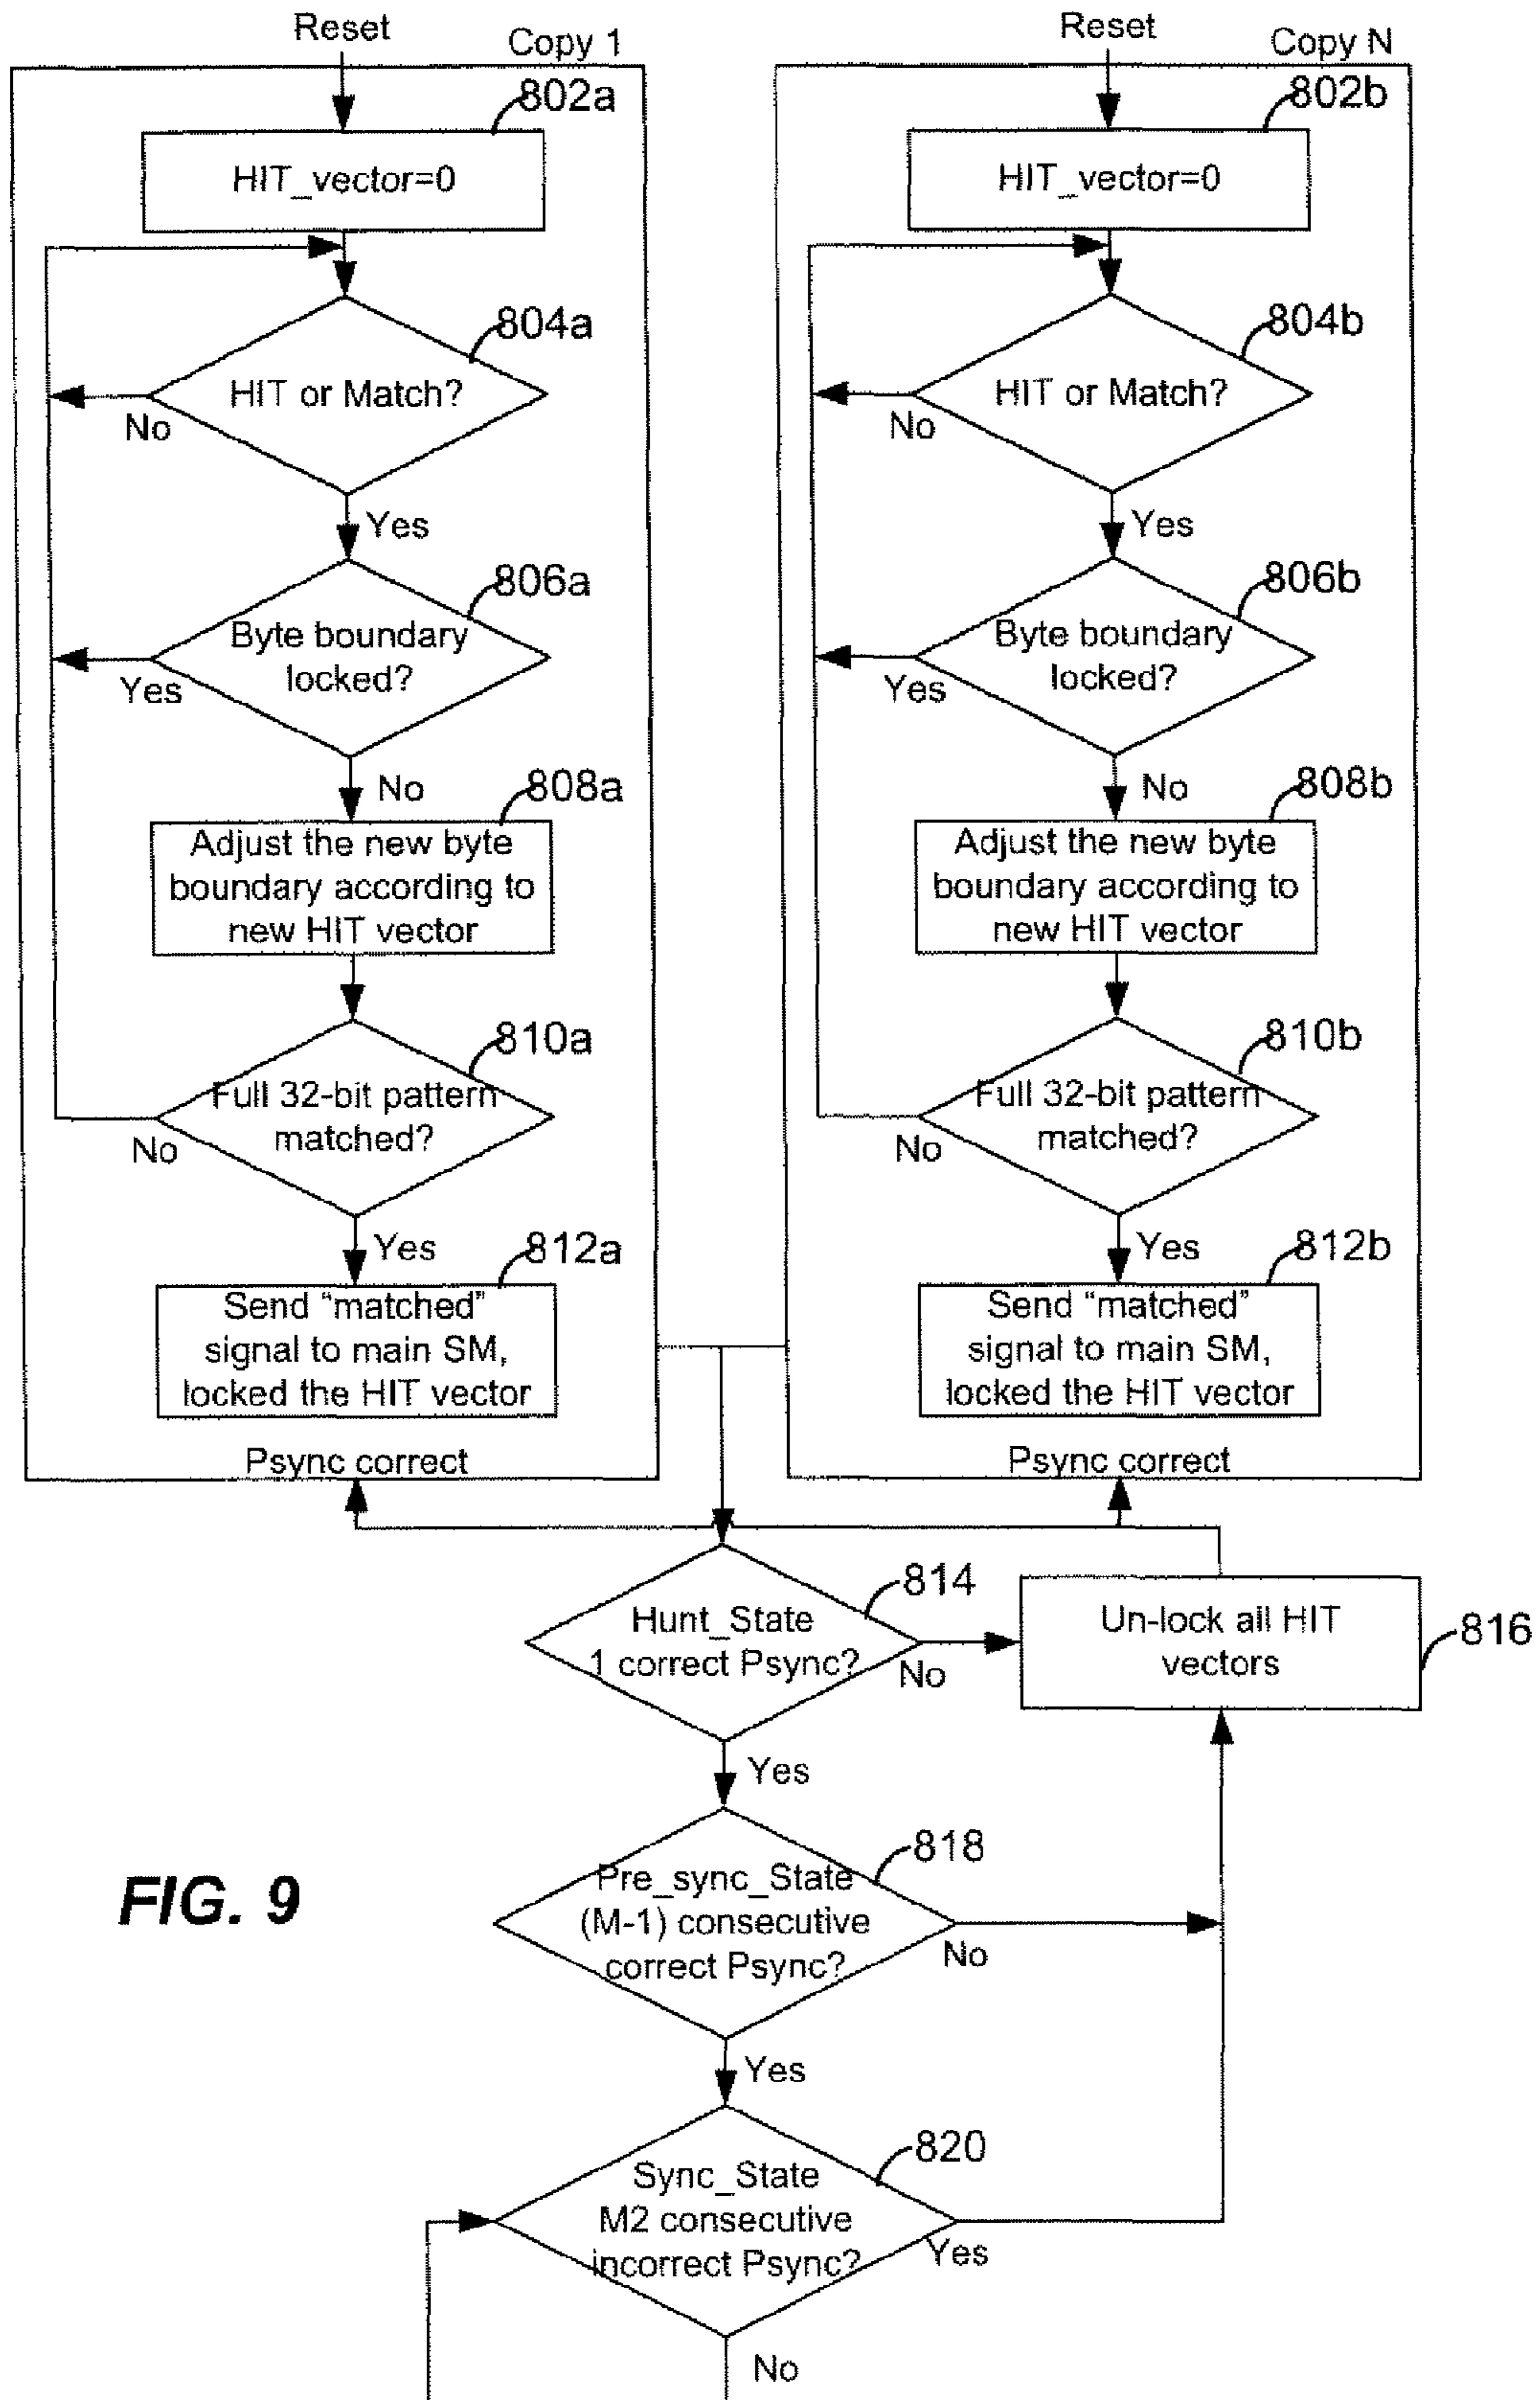 Reset
Copy 1
802a
HIT_vector=0
804a
HIT or Match?
No
Yes
806a
Byte boundary
locked?
Yes
No
808a
Adjust the new byte
boundary according to
new HIT vector
810a
Full 32-bit pattern
matched?
No
Yes
812a
Send “matched”
signal to main SM,
locked the HIT vector
Psync correct
Reset
Copy N
802b
HIT_vector=0
804b
HIT or Match?
No
Yes
806b
Byte boundary
locked?
Yes
No
808b
Adjust the new byte
boundary according to
new HIT vector
810b
Full 32-bit pattern
matched?
No
Yes
812b
Send “matched”
signal to main SM,
locked the HIT vector
Psync correct
814
Hunt_State
1 correct Psync?
No
Yes
Un-lock all HIT
vectors
816
818
Pre_sync_State
(M-1) consecutive
correct Psync?
No
Yes
FIG. 9
820
Sync_State
M2 consecutive
incorrect Psync?
Yes
No